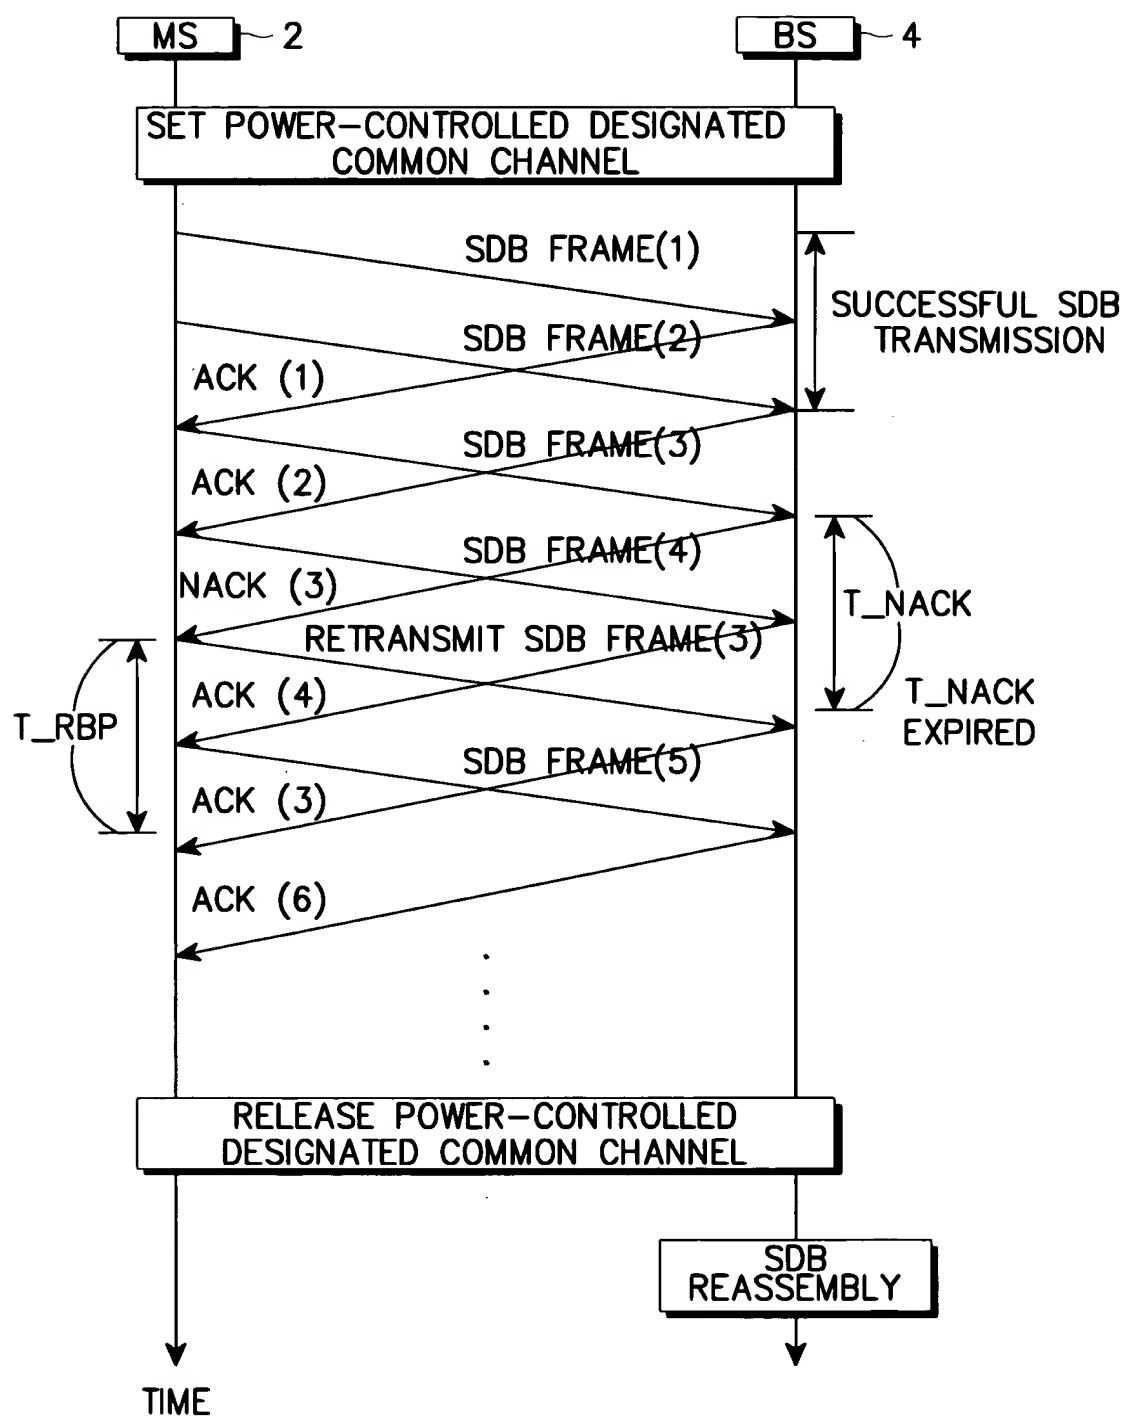 MS 2
BS 4
SET POWER-CONTROLLED DESIGNATED
COMMON CHANNEL
SDB FRAME(1)
SUCCESSFUL SDB
TRANSMISSION
SDB FRAME(2)
ACK (1)
SDB FRAME(3)
ACK (2)
SDB FRAME(4)
NACK (3)
T_NACK
RETRANSMIT SDB FRAME(3)
ACK (4)
T_NACK
EXPIRED
T_RBP
SDB FRAME(5)
ACK (3)
ACK (6)
RELEASE POWER-CONTROLLED
DESIGNATED COMMON CHANNEL
SDB
REASSEMBLY
TIME